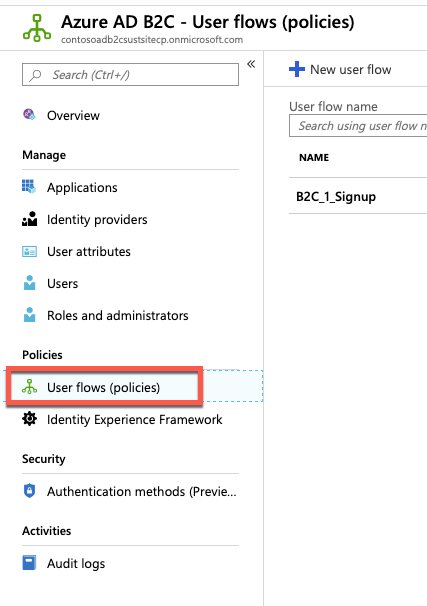 Azure AD B2C - User flows (policies)
contosoadb2csustsitecp.onmicrosoft.com
Search (Ctrl+/)
«
Overview
Manage
Applications
Identity providers
User attributes
Users
Roles and administrators
Policies
User flows (policies)
Identity Experience Framework
Security
Authentication methods (Previe...
Activities
Audit logs
New user flow
User flow name
Search using user flow n
NAME
B2C_1_Signup